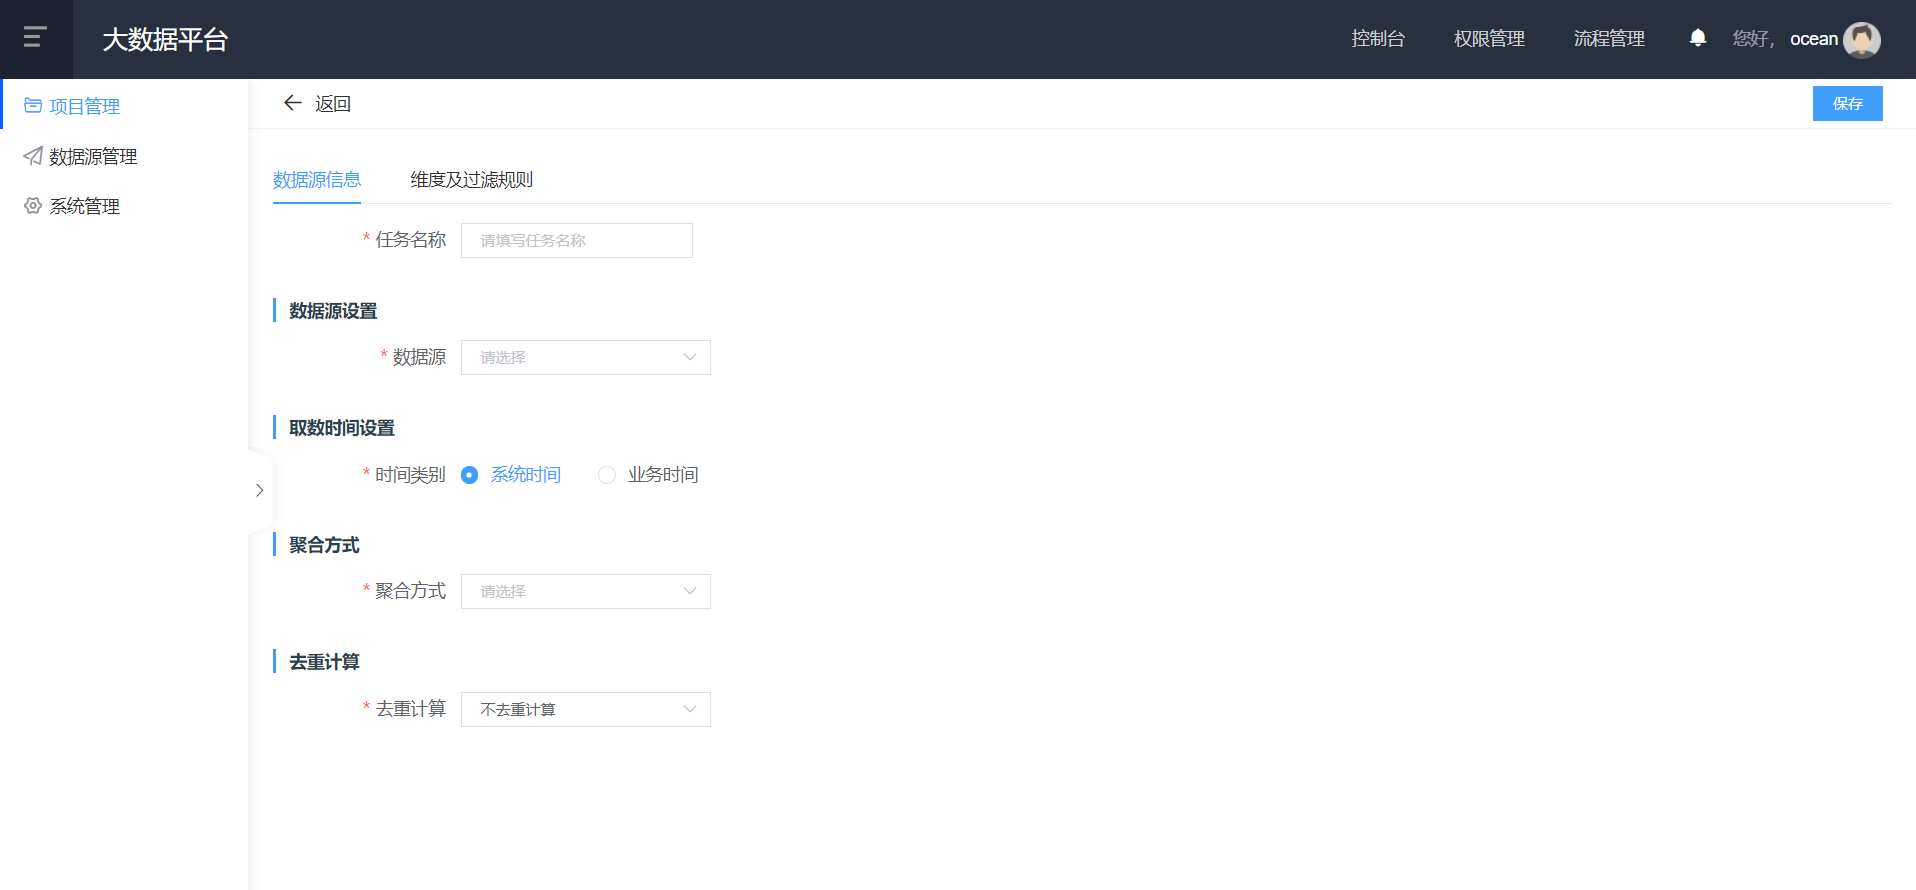 大数据平台
控制台 权限管理 流程管理 您好, ocean
项目管理
数据源管理
系统管理
返回
保存
数据源信息 维度及过滤规则
* 任务名称 请填写任务名称
数据源设置
* 数据源 请选择
取数时间设置
* 时间类别 系统时间 业务时间
聚合方式
* 聚合方式 请选择
去重计算
* 去重计算 不去重计算